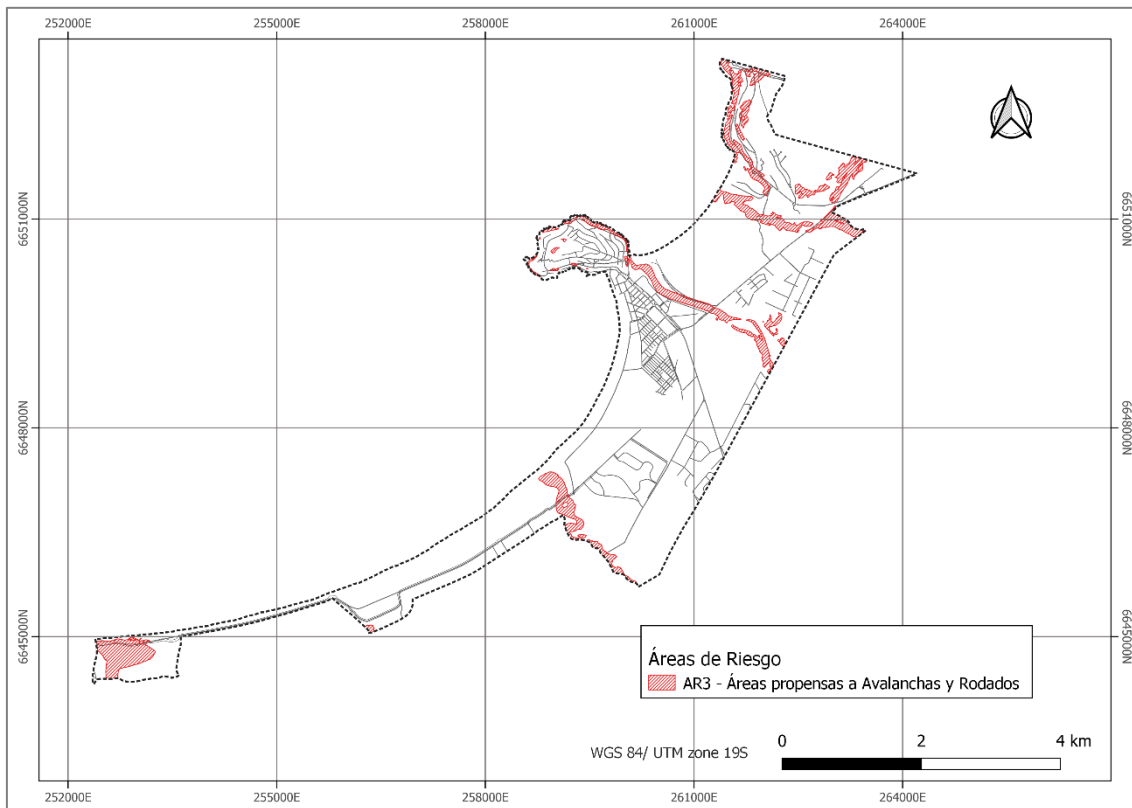 252000E 255000E 258000E 261000E 264000E
6651000N 6651000N
6648000N 6648000N
6645000N 6645000N
Áreas de Riesgo
AR3 - Áreas propensas a Avalanchas y Rodados
WGS 84/ UTM zone 19S
0 2 4 km
252000E 255000E 258000E 261000E 264000E